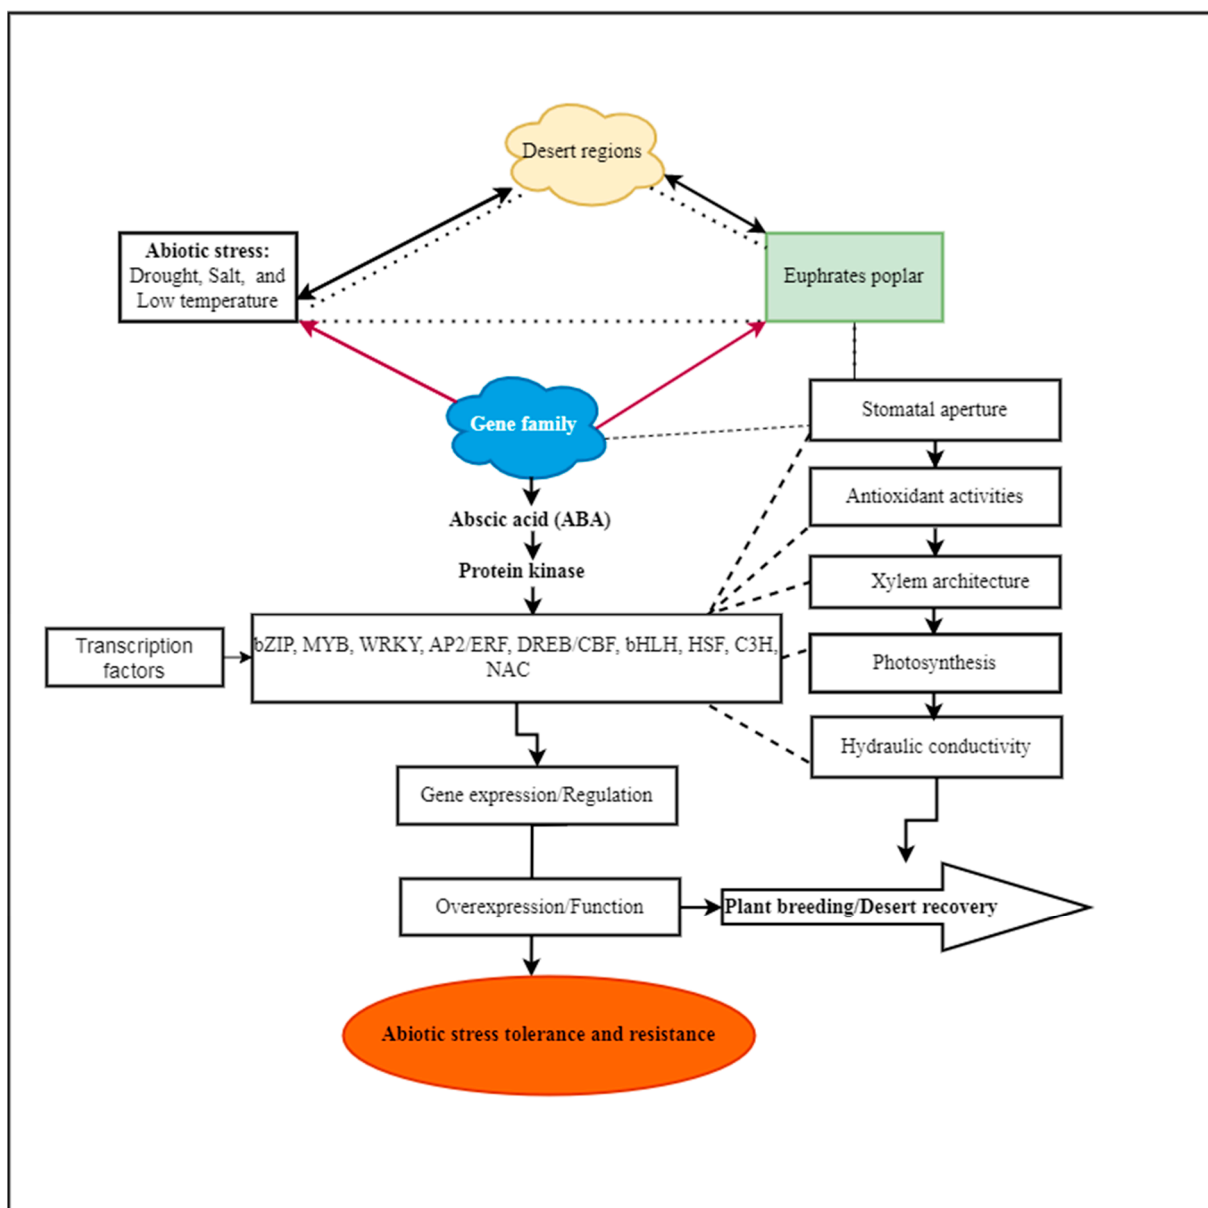 Desert regions
Abiotic stress:
Drought, Salt, and
Low temperature
Euphrates poplar
Gene family
Stomatal aperture
Antioxidant activities
Abscic acid (ABA)
Protein kinase
Xylem architecture
Transcription
factors
bZIP, MYB, WRKY, AP2/ERF, DREB/CBF, bHLH, HSF, C3H,
NAC
Photosynthesis
Hydraulic conductivity
Gene expression/Regulation
Overexpression/Function
Plant breeding/Desert recovery
Abiotic stress tolerance and resistance